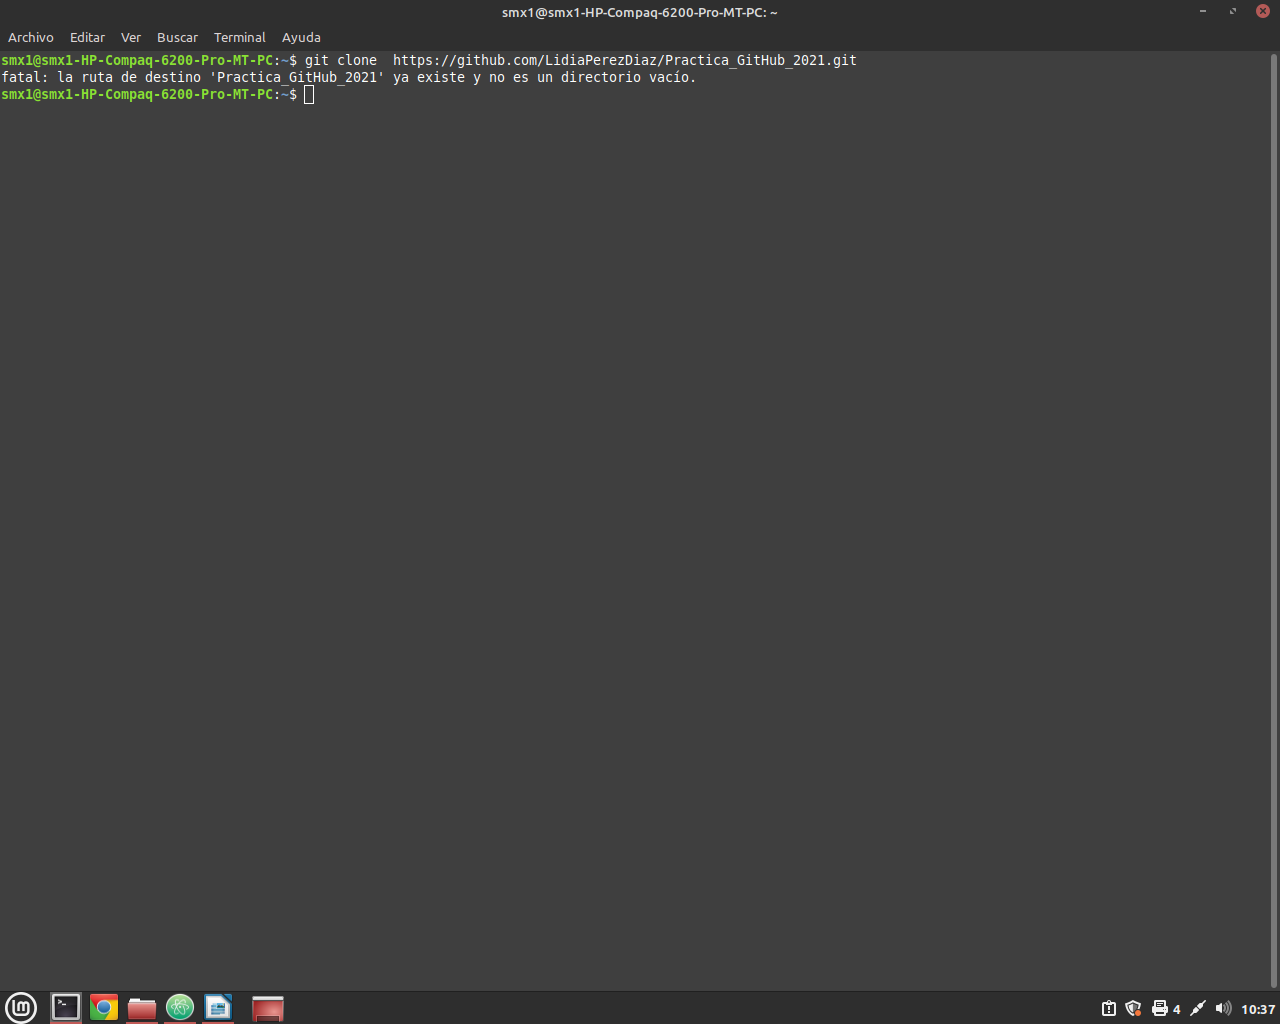 smx1@smx1-HP-Compaq-6200-Pro-MT-PC: ~
Archivo Editar Ver Buscar Terminal Ayuda
smx1@smx1-HP-Compaq-6200-Pro-MT-PC:~$ git clone  https://github.com/LidiaPerezDiaz/Practica_GitHub_2021.git
fatal: la ruta de destino 'Practica_GitHub_2021' ya existe y no es un directorio vacío.
smx1@smx1-HP-Compaq-6200-Pro-MT-PC:~$
4 10:37